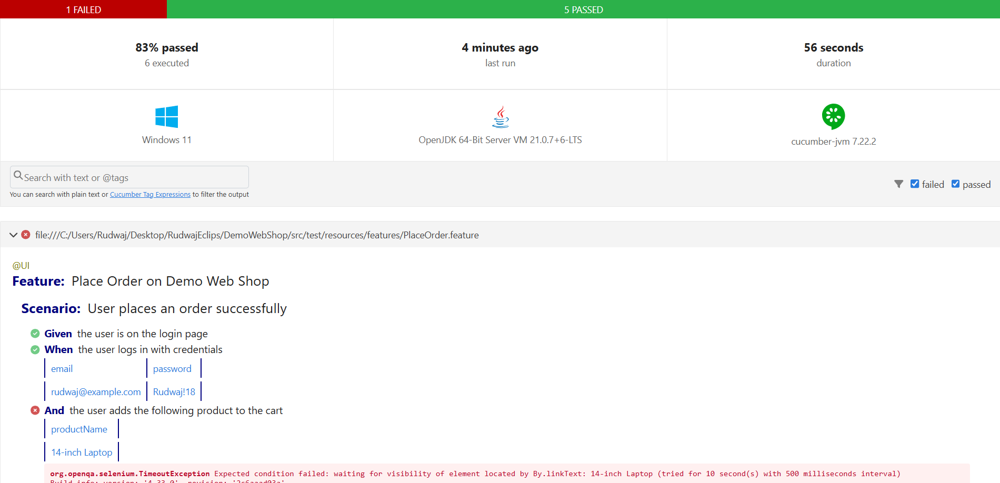 1 FAILED
5 PASSED
83% passed
6 executed
4 minutes ago
last run
56 seconds
duration
Windows 11
OpenJDK 64-Bit Server VM 21.0.7+6-LTS
cucumber-jvm 7.22.2
Search with text or @tags
You can search with plain text or Cucumber Tag Expressions to filter the output
failed
passed
file:///C:/Users/Rudwaj/Desktop/RudwajEclips/DemoWebShop/src/test/resources/features/PlaceOrder.feature
@UI
Feature: Place Order on Demo Web Shop
Scenario: User places an order successfully
Given the user is on the login page
When the user logs in with credentials
email password
rudwaj@example.com Rudwaj!18
And the user adds the following product to the cart
productName
14-inch Laptop
org.openqa.selenium.TimeoutException Expected condition failed: waiting for visibility of element located by By.linkText: 14-inch Laptop (tried for 10 second(s) with 500 milliseconds interval)
Build info: version: '4.33.0', revision: